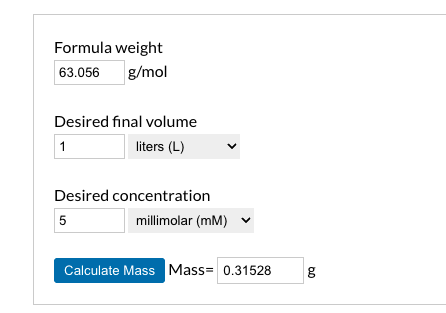 Formula weight
63.056 g/mol
Desired final volume
1 liters (L)
Desired concentration
5 millimolar (mM)
Calculate Mass Mass= 0.31528 g